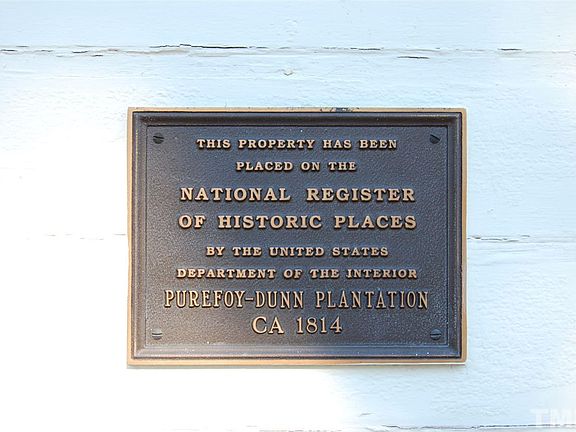 THIS PROPERTY HAS BEEN
PLACED ON THE
NATIONAL REGISTER
OF HISTORIC PLACES
BY THE UNITED STATES
DEPARTMENT OF THE INTERIOR
PUREFOY-DUNN PLANTATION
CA 1814
TM